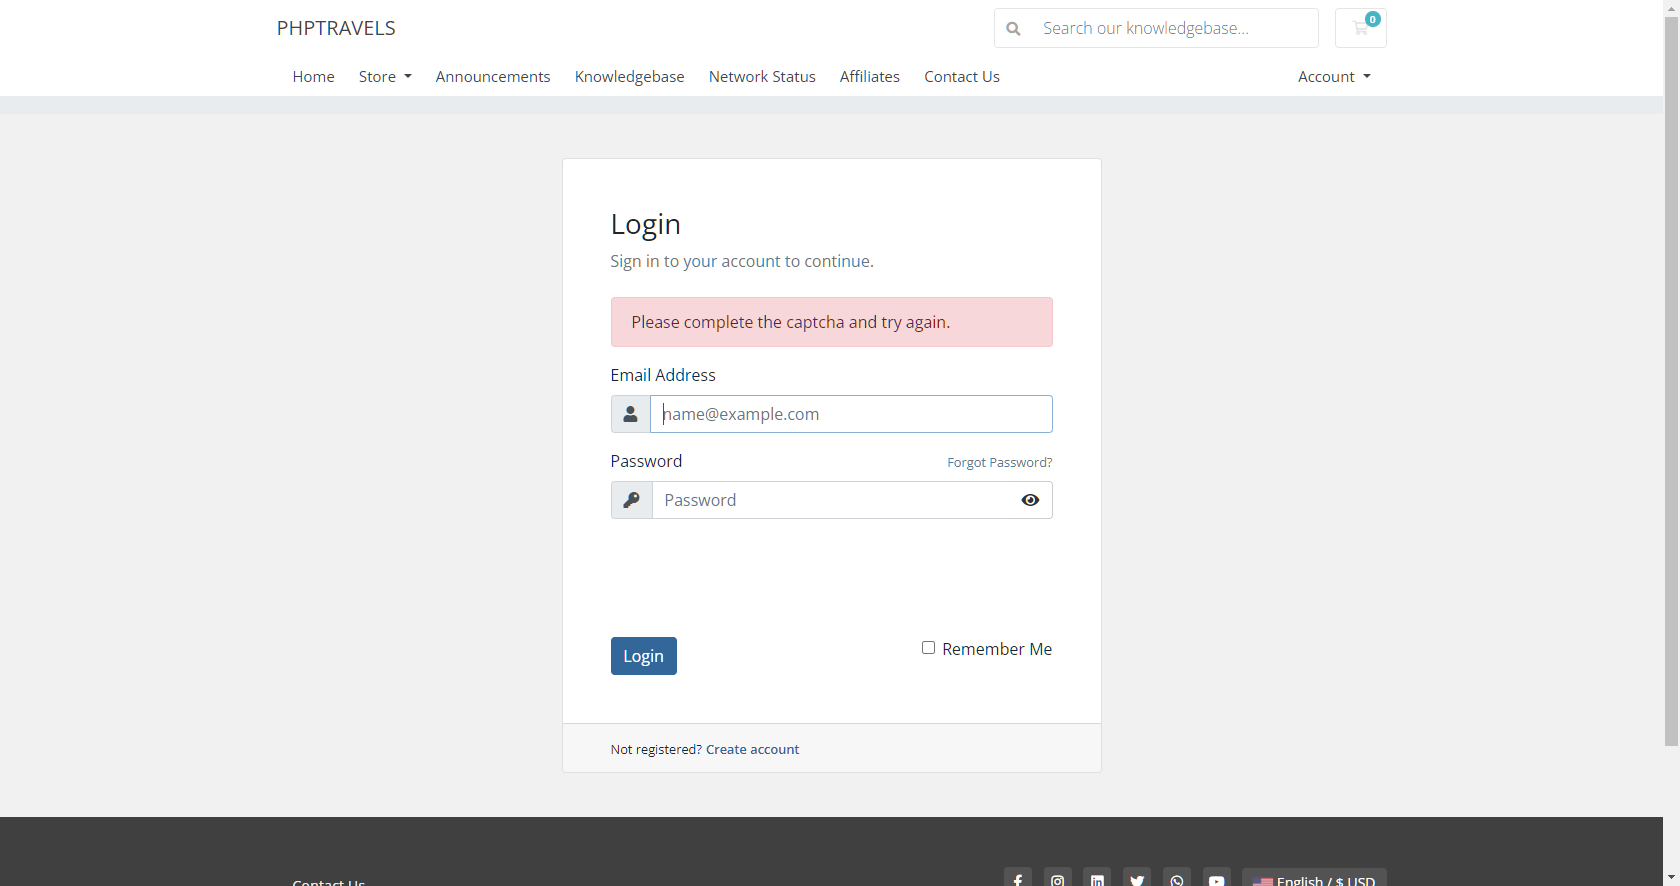 PHPTRAVELS
Search our knowledgebase...
0
Home Store Announcements Knowledgebase Network Status Affiliates Contact Us Account
Login
Sign in to your account to continue.
Please complete the captcha and try again.
Email Address
name@example.com
Password Forgot Password?
Password
Login Remember Me
Not registered? Create account
Contact Us English / $ USD